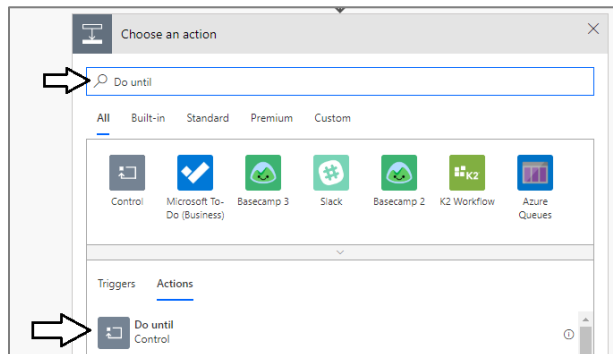 Choose an action
Do until
All Built-in Standard Premium Custom
K2
Control Microsoft To- Basecamp 3 Slack Basecamp 2 K2 Workflow Azure
Do (Business) Queues
Triggers Actions
Do until
Control